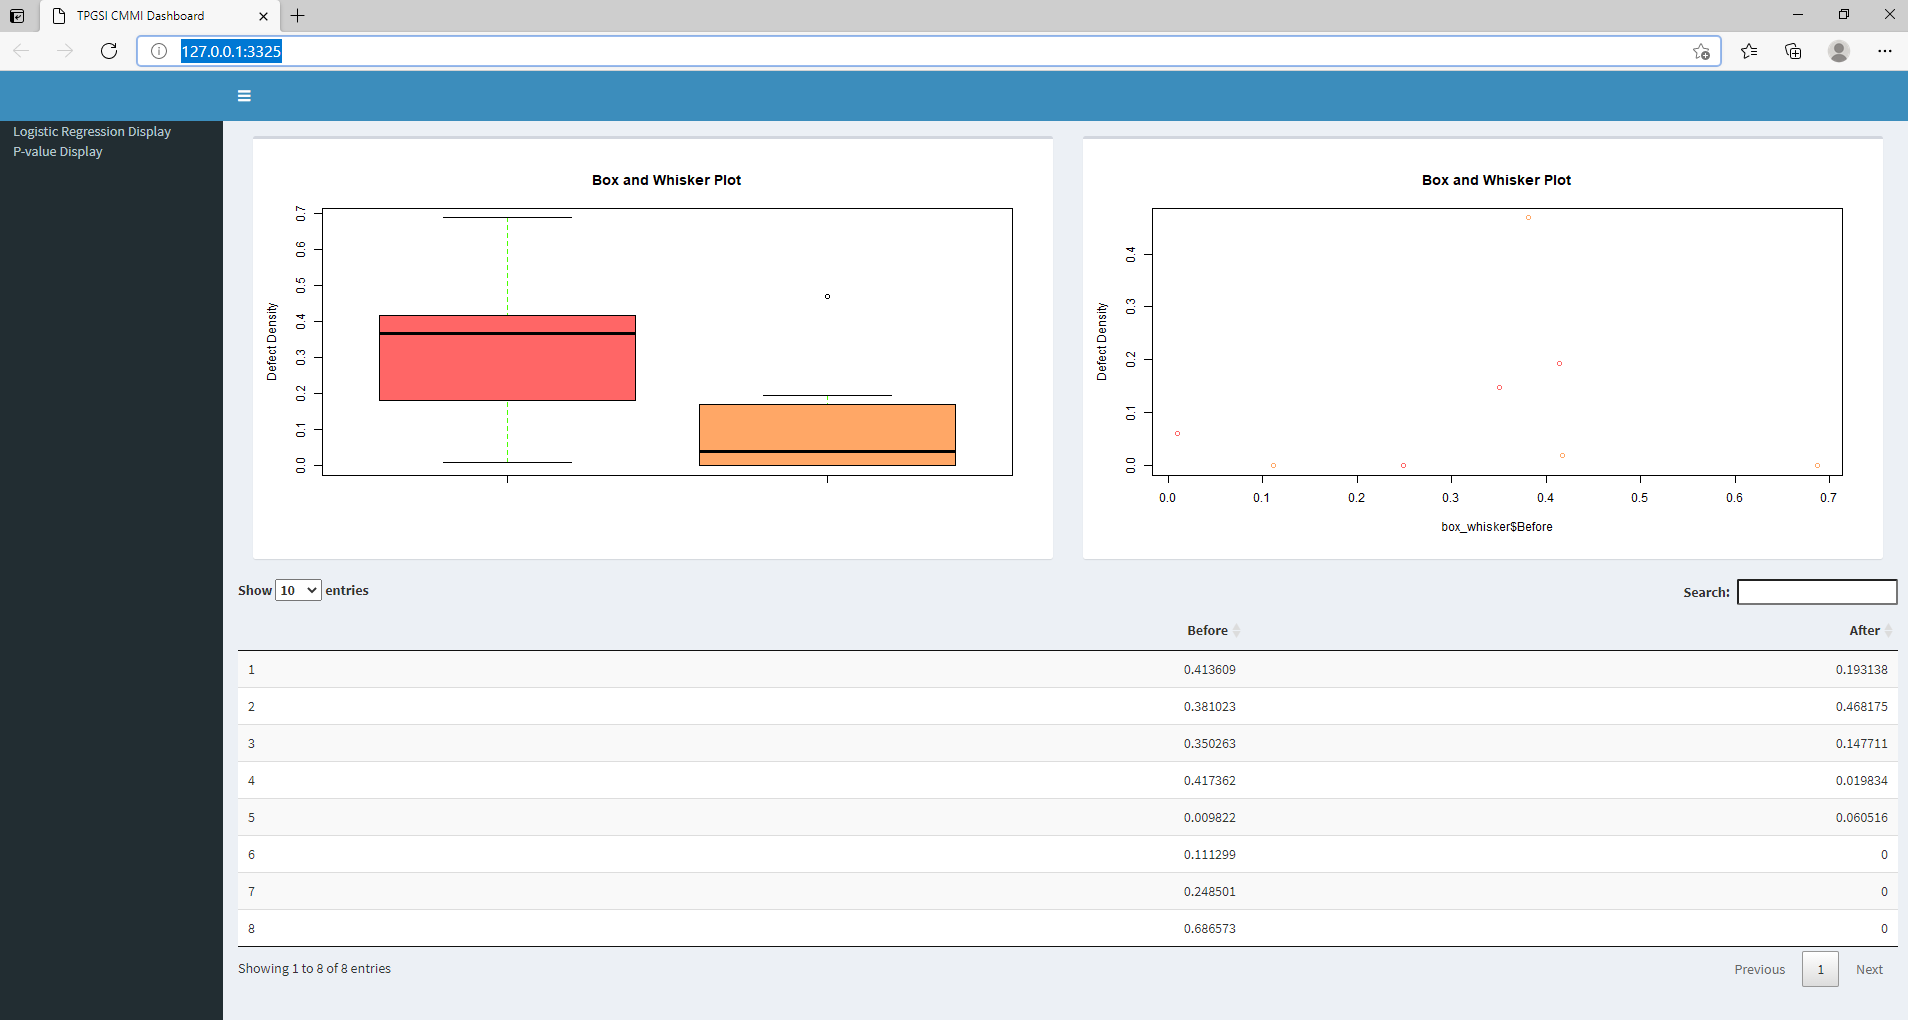 TPGSI CMMI Dashboard
127.0.0.1:3325
Logistic Regression Display
P-value Display
Box and Whisker Plot
Defect Density
0.7
0.6
0.5
0.4
0.3
0.2
0.1
0.0
Box and Whisker Plot
Defect Density
0.4
0.3
0.2
0.1
0.0
0.0 0.1 0.2 0.3 0.4 0.5 0.6 0.7
box_whisker$Before
Show 10 entries
Search:
Before After
1 0.413609 0.193138
2 0.381023 0.468175
3 0.350263 0.147711
4 0.417362 0.019834
5 0.009822 0.060516
6 0.111299 0
7 0.248501 0
8 0.686573 0
Showing 1 to 8 of 8 entries
Previous 1 Next